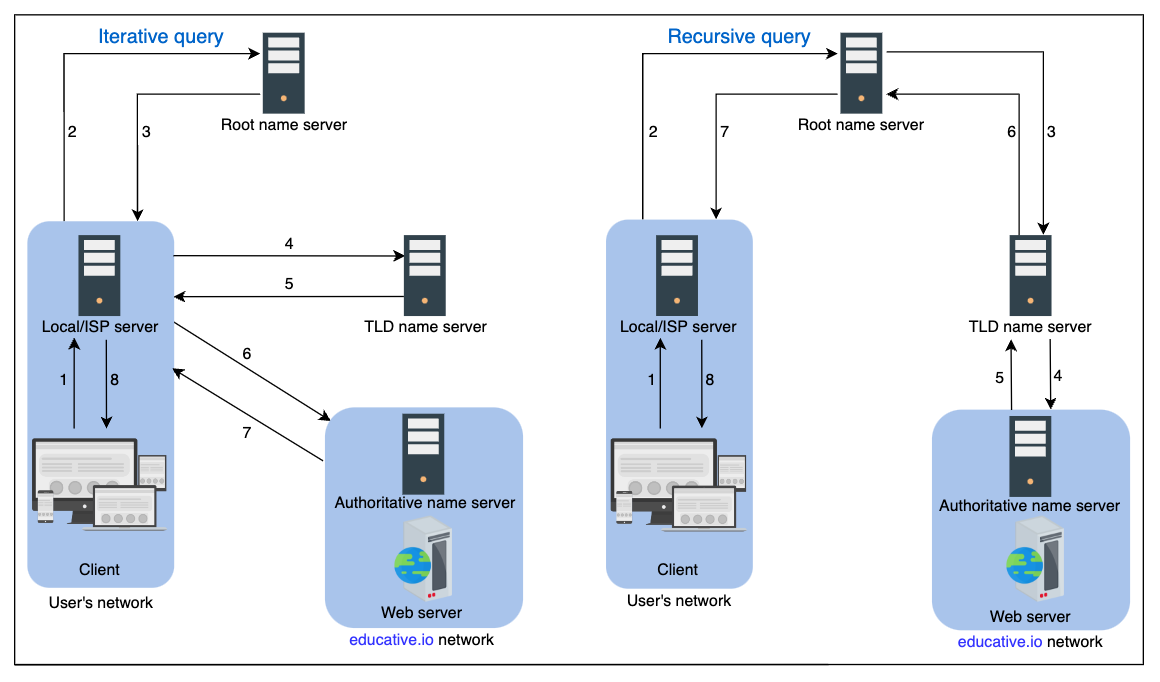 Iterative query
Root name server
2
3
4
5
Local/ISP server
TLD name server
6
1
8
7
Authoritative name server
Client
User's network
Web server
educative.io network
Recursive query
Root name server
2
7
6
3
Local/ISP server
TLD name server
1
8
5
4
Authoritative name server
Client
User's network
Web server
educative.io network